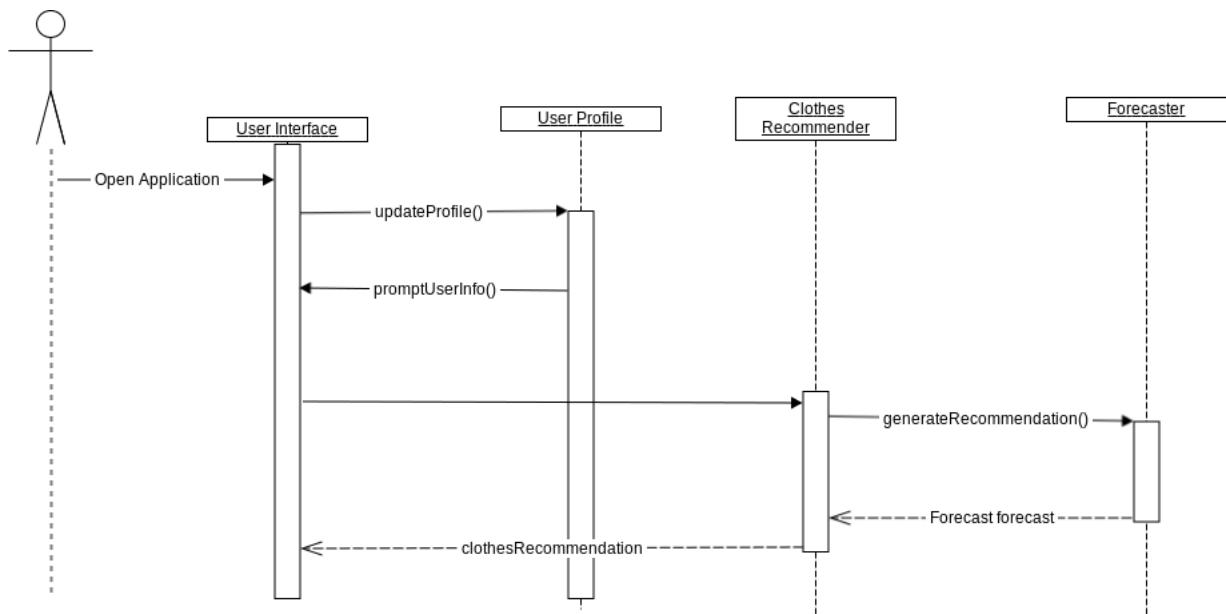 Clothes
Recommender
Forecaster
User Profile
User Interface
Open Application
updateProfile()
promptUserInfo()
generateRecommendation()
Forecast forecast
clothesRecommendation